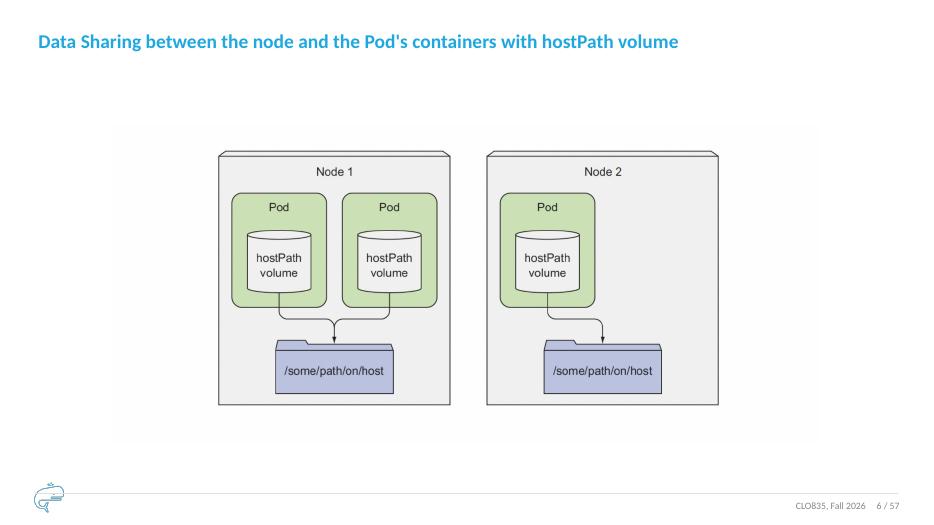 Data Sharing between the node and the Pod's containers with hostPath volume
Node 1
Pod
hostPath
volume
Pod
hostPath
volume
/some/path/on/host
Node 2
Pod
hostPath
volume
/some/path/on/host
CLO835, Fall 2026 6 / 57